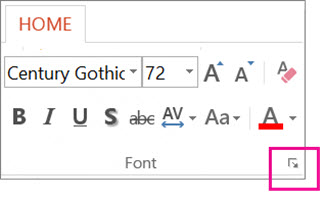 HOME
Century Gothic 72 A A
B I U S abc AV Aa A
Font